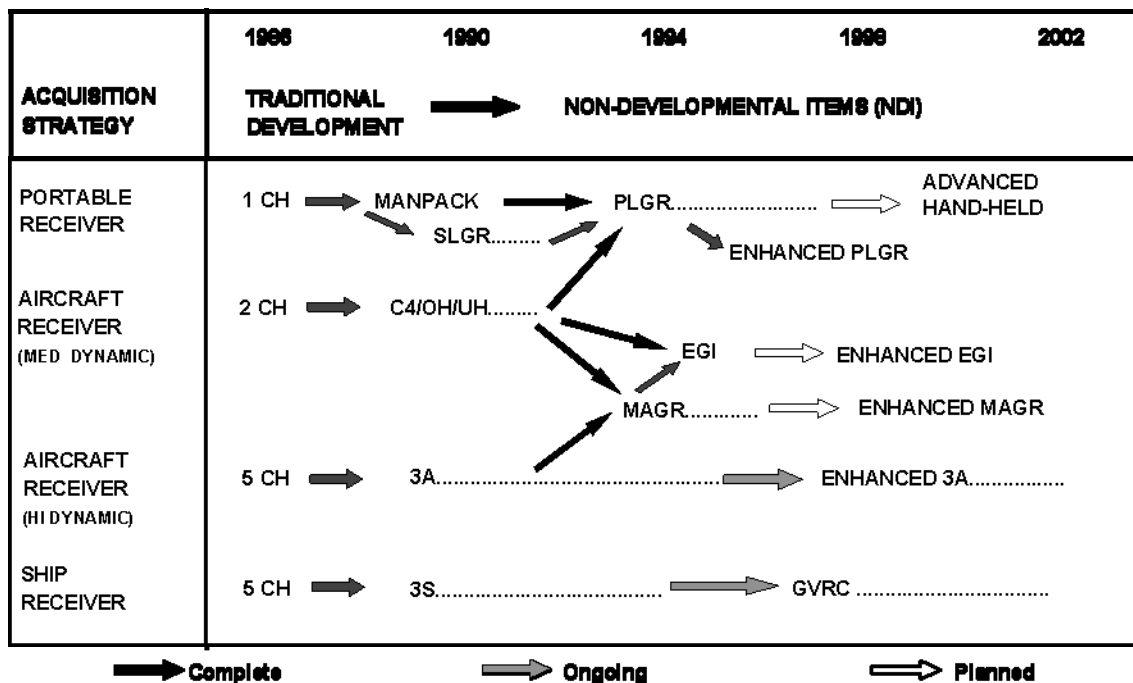 1986 1990 1994 1998 2002
ACQUISITION STRATEGY
TRADITIONAL DEVELOPMENT
NON-DEVELOPMENTAL ITEMS (NDI)
PORTABLE RECEIVER
1 CH MANPACK PLGR.................... ADVANCED HAND-HELD
SLGR.........
ENHANCED PLGR
AIRCRAFT RECEIVER
(MED DYNAMIC)
2 CH C4/OH/UH.........
EGI ENHANCED EGI
MAGR............. ENHANCED MAGR
AIRCRAFT RECEIVER
(HI DYNAMIC)
5 CH 3A....................................... ENHANCED 3A.............
SHIP RECEIVER
5 CH 3S............................... GVRC ..........................
Complete Ongoing Planned